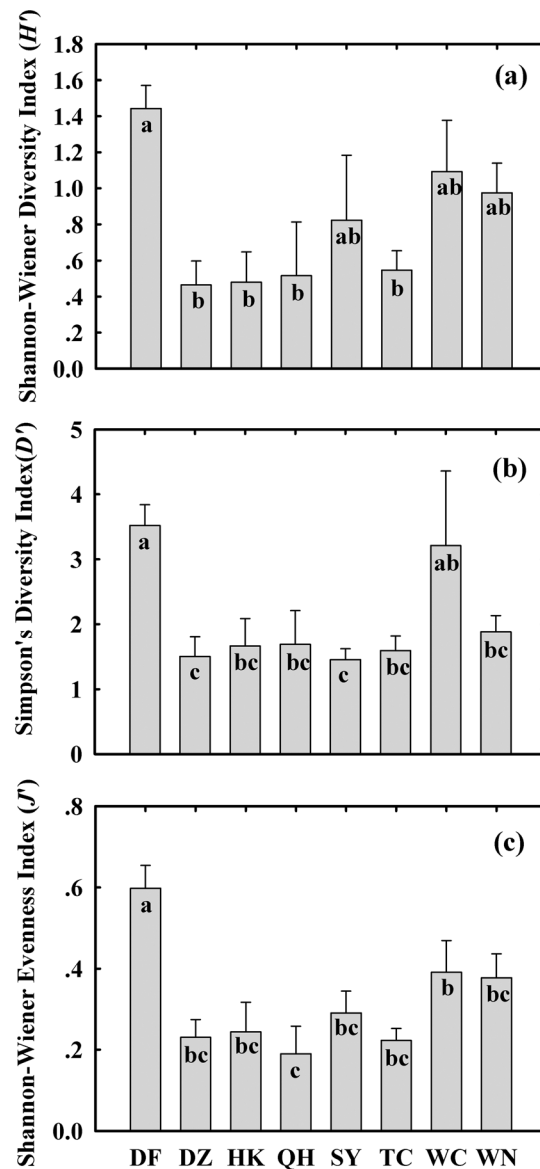 Shannon-Wiener Diversity Index (H')
1.8
1.6
1.4
1.2
1.0
.8
.6
.4
.2
0.0
(a)
a
b
b
b
ab
b
ab
ab
Simpson's Diversity Index(D')
5
4
3
2
1
0
(b)
a
c
bc
bc
c
bc
ab
bc
Shannon-Wiener Evenness Index (J')
.8
.6
.4
.2
0.0
(c)
a
bc
bc
c
bc
bc
b
bc
DF DZ HK QH SY TC WC WN